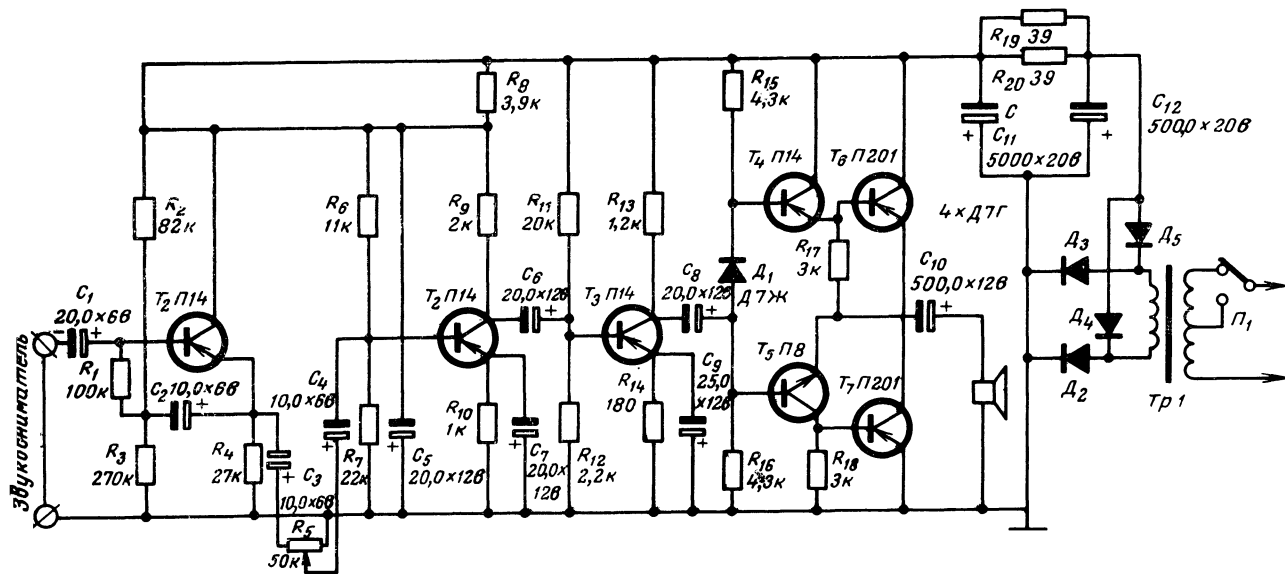 R19 39
R20 39
R8
3,9к
R15
4,3к
C
C11
5000×20в
C12
500,0×20в
T4 П14
T6 П201
4×Д7Г
R2
82к
R6
11к
R9
2к
R11
20к
R13
1,2к
R17
3к
Д3
Д5
C1
20,0×6в
T2 П14
T2 П14
C6
20,0×12в
T3 П14
C8
20,0×12в
Д1
Д7Ж
C10
500,0×12в
Д4
П1
Звукосниматель
R1
100к
C2 10,0×6в
C4
10,0×6в
R10
1к
R14
180
C9
25,0
×12в
T5 П8
T7 П201
Д2
Тр1
R3
270к
R4
27к
C3
10,0×6в
R7
22к
C5
20,0×12в
C7
20,0×
12в
R12
2,2к
R16
4,3к
R18
3к
R5
50к